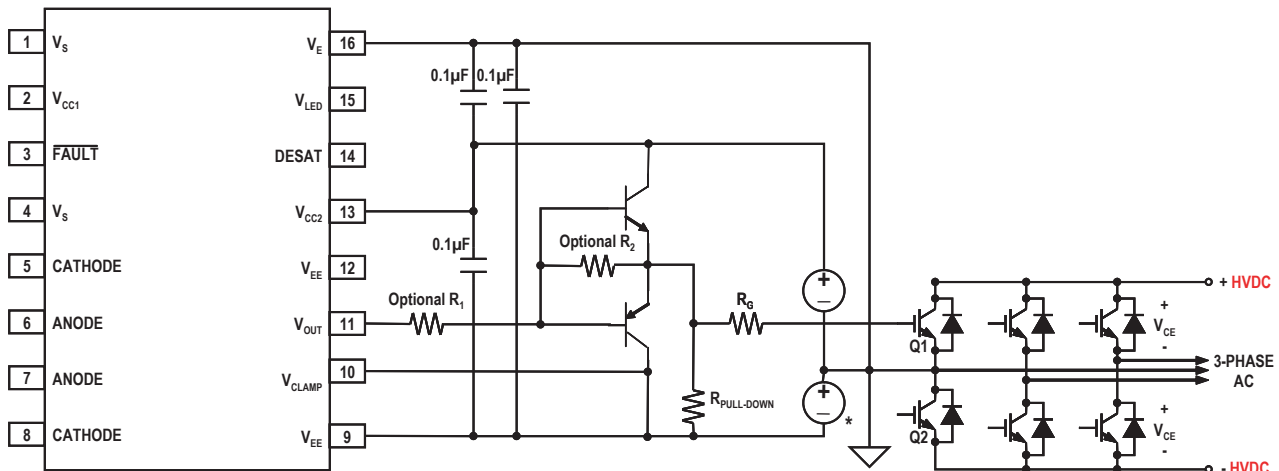 1 V_S
2 V_CC1
3 FAULT
4 V_S
5 CATHODE
6 ANODE
7 ANODE
8 CATHODE
V_E 16
V_LED 15
DESAT 14
V_CC2 13
V_EE 12
V_OUT 11
V_CLAMP 10
V_EE 9
0.1µF 0.1µF
0.1µF
Optional R_1
Optional R_2
R_G
R_PULL-DOWN
+
–
+
–
*
Q1
Q2
+ HVDC
+
V_CE
-
3-PHASE
AC
+
V_CE
-
- HVDC